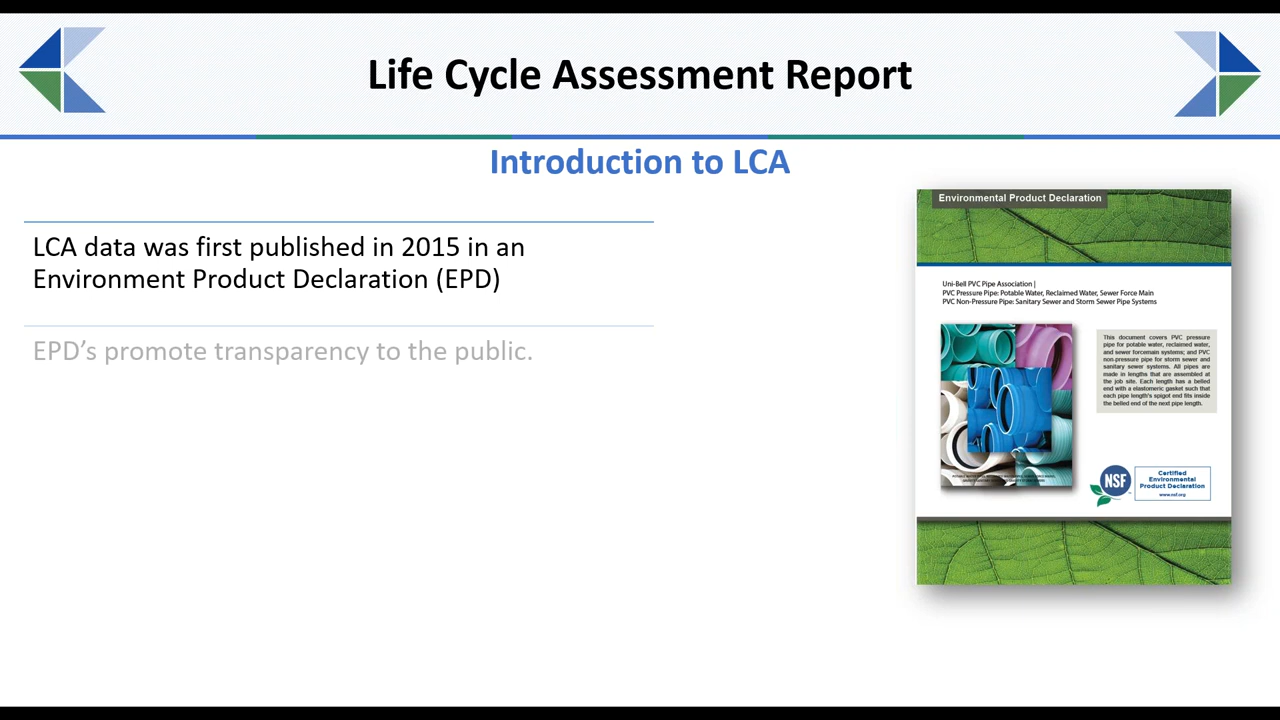 Life Cycle Assessment Report
Introduction to LCA
LCA data was first published in 2015 in an
Environment Product Declaration (EPD)
EPD’s promote transparency to the public.
Environmental Product Declaration
Uni-Bell PVC Pipe Association |
PVC Pressure Pipe: Potable Water, Reclaimed Water, Sewer Force Main
PVC Non-Pressure Pipe: Sanitary Sewer and Storm Sewer Pipe Systems
This document covers PVC pressure
pipe for potable water, reclaimed water,
and sewer forcemain systems; and PVC
non-pressure pipe for storm sewer and
sanitary sewer systems. All pipes are
made in lengths that are assembled at
the job site. Each length has a belled
end with a elastomeric gasket such that
each pipe length's spigot end fits inside
the belled end of the next pipe length.
NSF
Certified
Environmental
Product Declaration
www.nsf.org